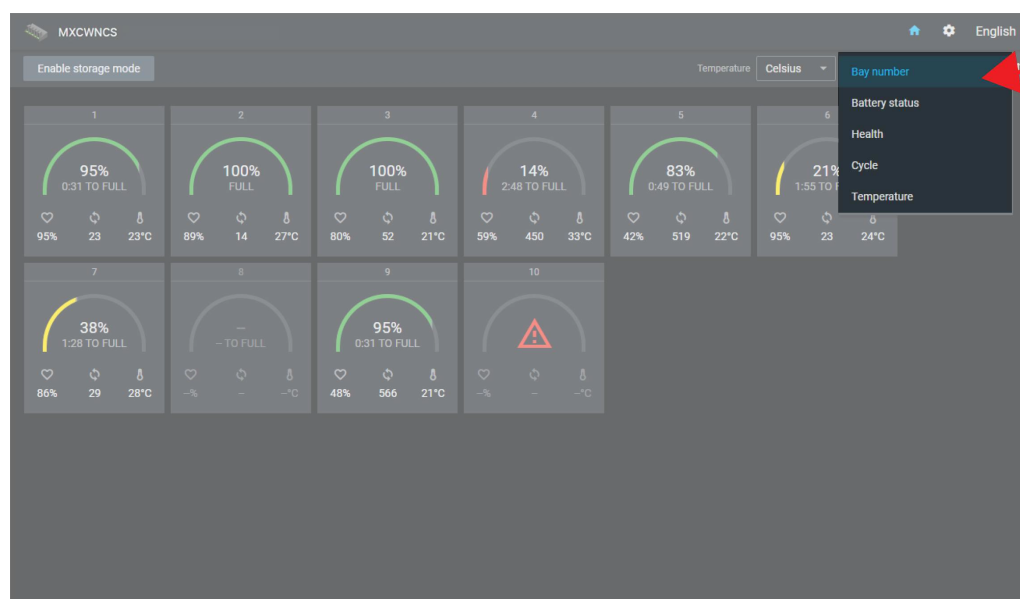 MXCWNCS
English
Enable storage mode
Temperature
Celsius
Bay number
Battery status
Health
Cycle
Temperature
1
2
3
4
5
6
95%
100%
100%
14%
83%
21%
0:31 TO FULL
FULL
FULL
2:48 TO FULL
0:49 TO FULL
1:55 TO
95% 23 23°C
89% 14 27°C
80% 52 21°C
59% 450 33°C
42% 519 22°C
95% 23 24°C
7
8
9
10
38%
–
95%
1:28 TO FULL
– TO FULL
0:31 TO FULL
86% 29 28°C
–% – –°C
48% 566 21°C
–% – –°C